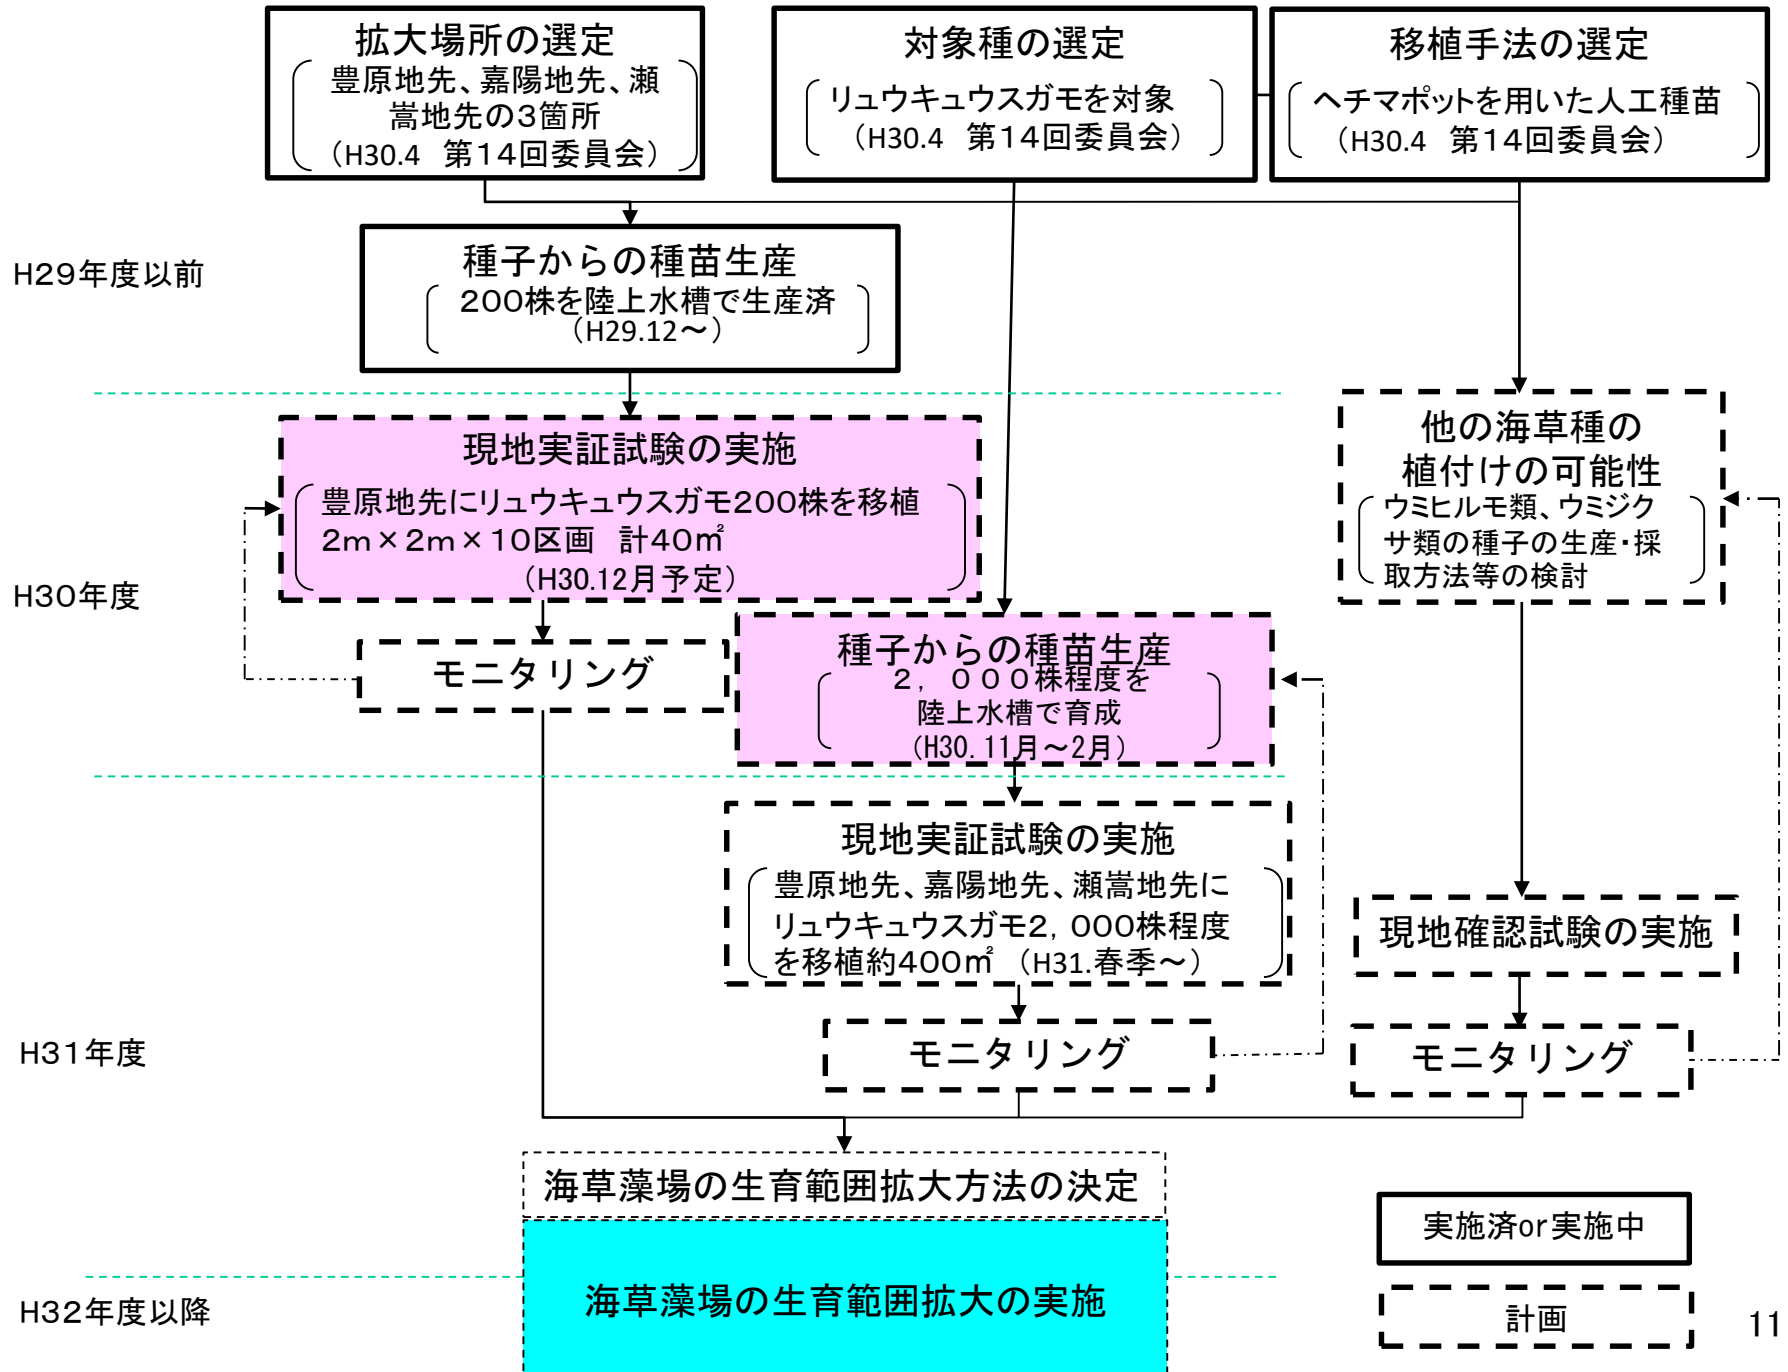 拡大場所の選定
豊原地先、嘉陽地先、瀬
嵩地先の3箇所
（H30.4　第14回委員会）
対象種の選定
リュウキュウスガモを対象
（H30.4　第14回委員会）
移植手法の選定
ヘチマポットを用いた人工種苗
（H30.4　第14回委員会）
H29年度以前
種子からの種苗生産
200株を陸上水槽で生産済
（H29.12～）
現地実証試験の実施
豊原地先にリュウキュウスガモ200株を移植
2m×2m×10区画　計40㎡
（H30.12月予定）
他の海草種の
植付けの可能性
ウミヒルモ類、ウミジク
サ類の種子の生産・採
取方法等の検討
H30年度
モニタリング
種子からの種苗生産
2，000株程度を
陸上水槽で育成
（H30.11月～2月）
現地実証試験の実施
豊原地先、嘉陽地先、瀬嵩地先に
リュウキュウスガモ2，000株程度
を移植約400㎡　（H31.春季～）
現地確認試験の実施
H31年度
モニタリング
モニタリング
海草藻場の生育範囲拡大方法の決定
実施済or実施中
海草藻場の生育範囲拡大の実施
H32年度以降
計画
11